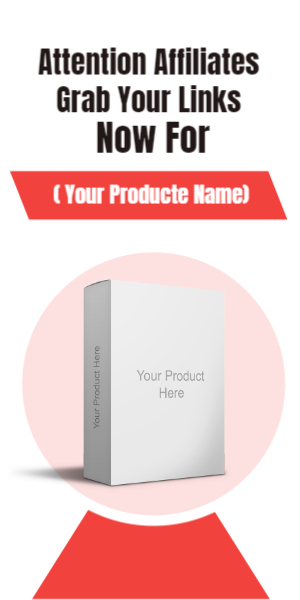 Attention Affiliates
Grab Your Links
Now For
( Your Producte Name)
Your Product Here
Your Product
Here